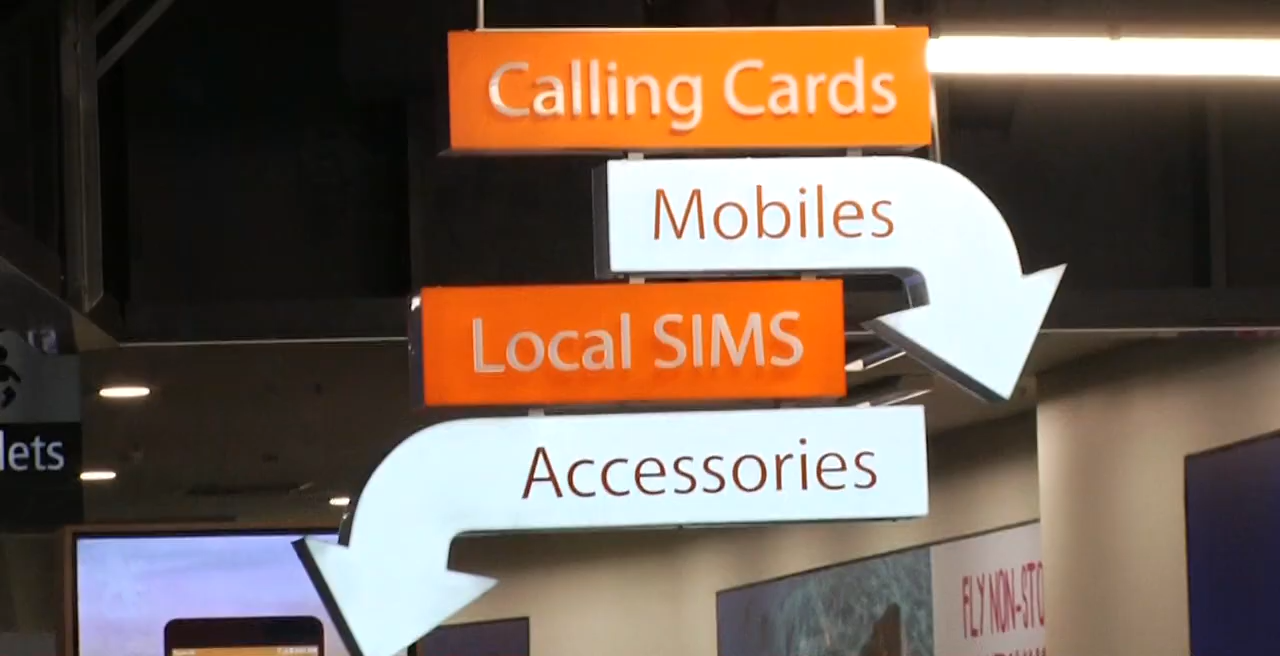 Calling Cards
Mobiles
Local SIMS
Accessories
lets
FLY NON-STO